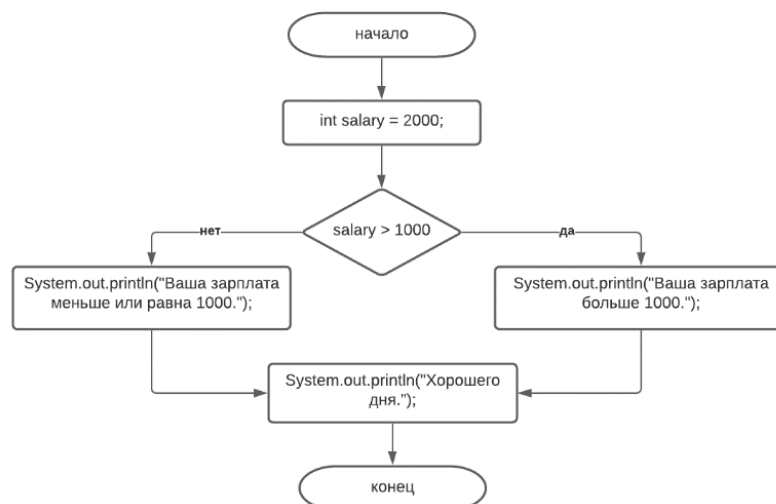 начало
int salary = 2000;
salary > 1000
нет
да
System.out.println("Ваша зарплата
меньше или равна 1000.");
System.out.println("Ваша зарплата
больше 1000.");
System.out.println("Хорошего
дня.");
конец